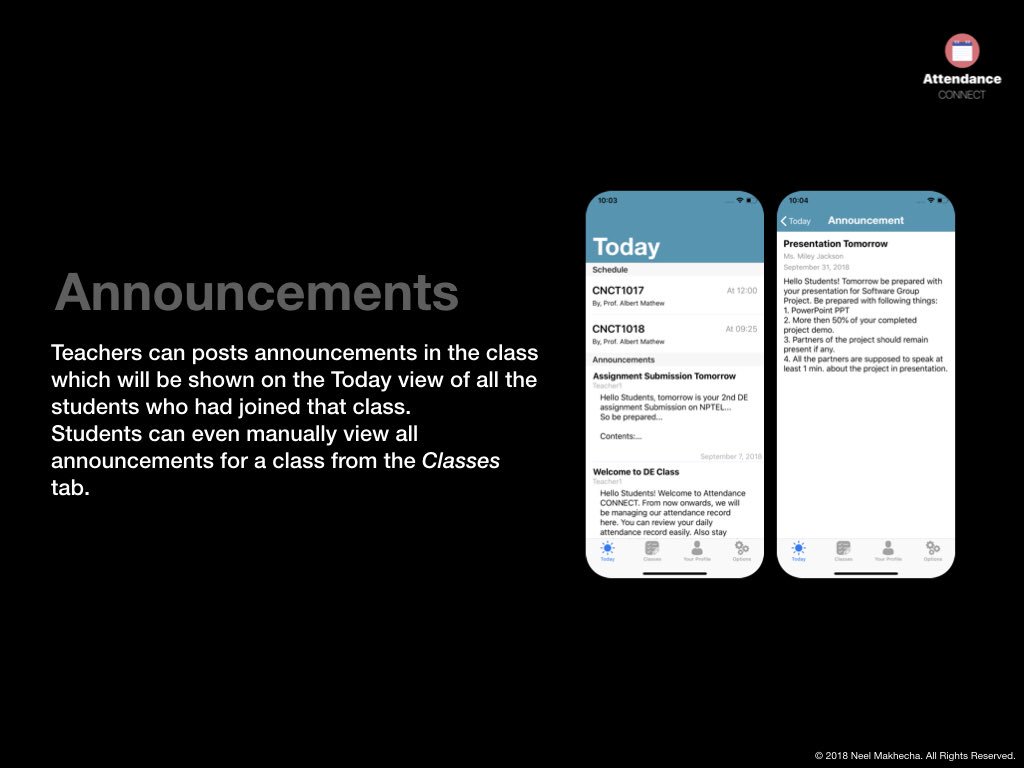 Attendance
CONNECT
Announcements
Teachers can posts announcements in the class
which will be shown on the Today view of all the
students who had joined that class.
Students can even manually view all
announcements for a class from the Classes
tab.
10:03
Today
Schedule
CNCT1017
At 12:00
By, Prof. Albert Mathew
CNCT1018
At 09:25
By, Prof. Albert Mathew
Announcements
Assignment Submission Tomorrow
Teacher1
Hello Students, tomorrow is your 2nd DE
assignment Submission on NPTEL...
So be prepared...
Contents:...
September 7, 2018
Welcome to DE Class
Teacher1
Hello Students! Welcome to Attendance
CONNECT. From now onwards, we will
be managing our attendance record
here. You can review your daily
attendance record easily. Also stay
Today
Classes
Your Profile
Options
10:04
Today
Announcement
Presentation Tomorrow
Ms. Miley Jackson
September 31, 2018
Hello Students! Tomorrow be prepared with
your presentation for Software Group
Project. Be prepared with following things:
1. PowerPoint PPT
2. More then 50% of your completed
project demo.
3. Partners of the project should remain
present if any.
4. All the partners are supposed to speak at
least 1 min. about the project in presentation.
Today
Classes
Your Profile
Options
© 2018 Neel Makhecha. All Rights Reserved.